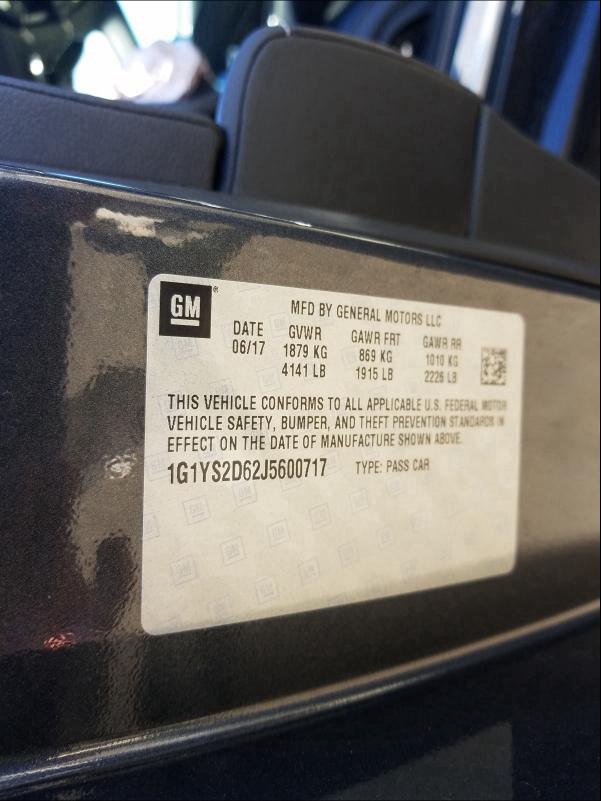 GM
MFD BY GENERAL MOTORS LLC
DATE GVWR GAWR FRT GAWR RR
06/17 1879 KG 869 KG 1010 KG
4141 LB 1915 LB 2226 LB
THIS VEHICLE CONFORMS TO ALL APPLICABLE U.S. FEDERAL MOTOR
VEHICLE SAFETY, BUMPER, AND THEFT PREVENTION STANDARDS IN
EFFECT ON THE DATE OF MANUFACTURE SHOWN ABOVE.
1G1YS2D62J5600717 TYPE: PASS CAR